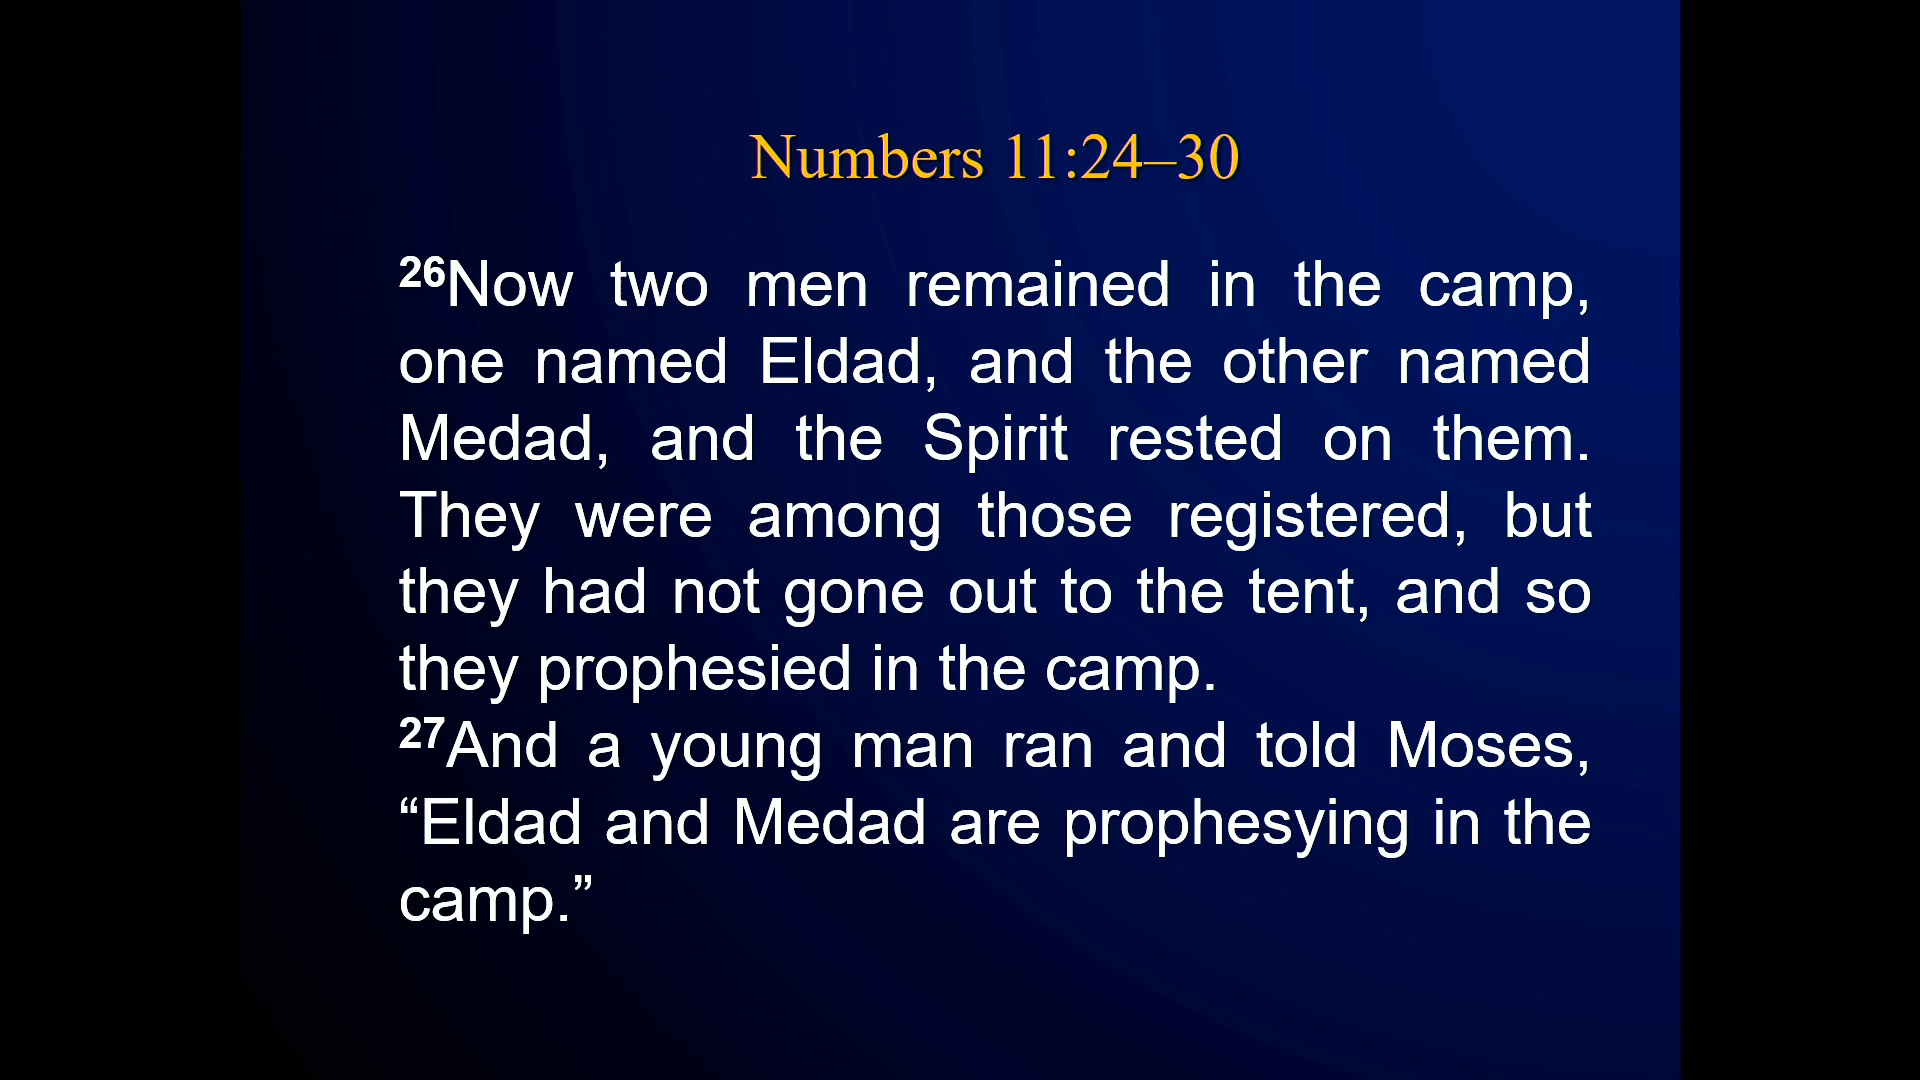 Numbers 11:24–30
26Now two men remained in the camp,
one named Eldad, and the other named
Medad, and the Spirit rested on them.
They were among those registered, but
they had not gone out to the tent, and so
they prophesied in the camp.
27And a young man ran and told Moses,
“Eldad and Medad are prophesying in the
camp.”